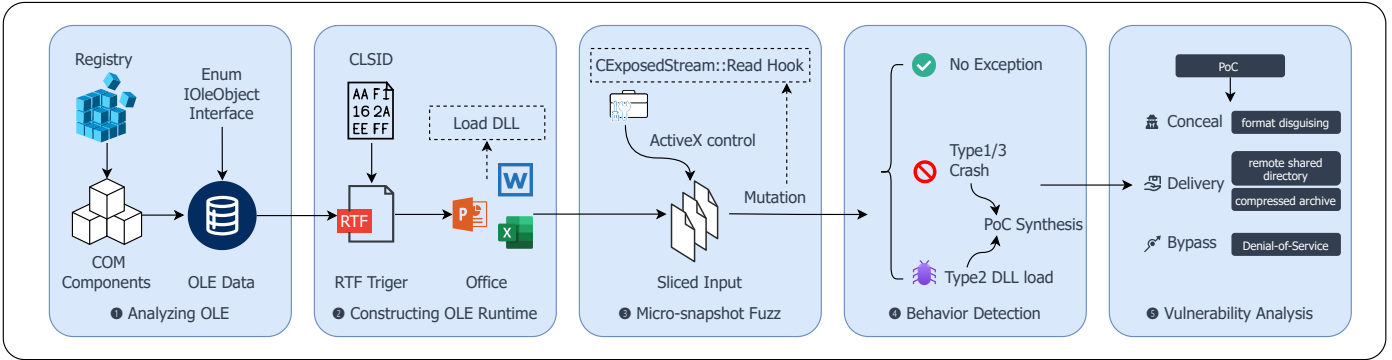 Registry
Enum
IOleObject
Interface
COM
Components
OLE Data
❶ Analyzing OLE
CLSID
AA F1
16 2A
EE FF
Load DLL
RTF
W
P
X
RTF Triger
Office
❷ Constructing OLE Runtime
CExposedStream::Read Hook
ActiveX control
Mutation
Sliced Input
❸ Micro-snapshot Fuzz
No Exception
Type1/3
Crash
PoC Synthesis
Type2 DLL load
❹ Behavior Detection
PoC
Conceal
format disguising
Delivery
remote shared
directory
compressed archive
Bypass
Denial-of-Service
❺ Vulnerability Analysis